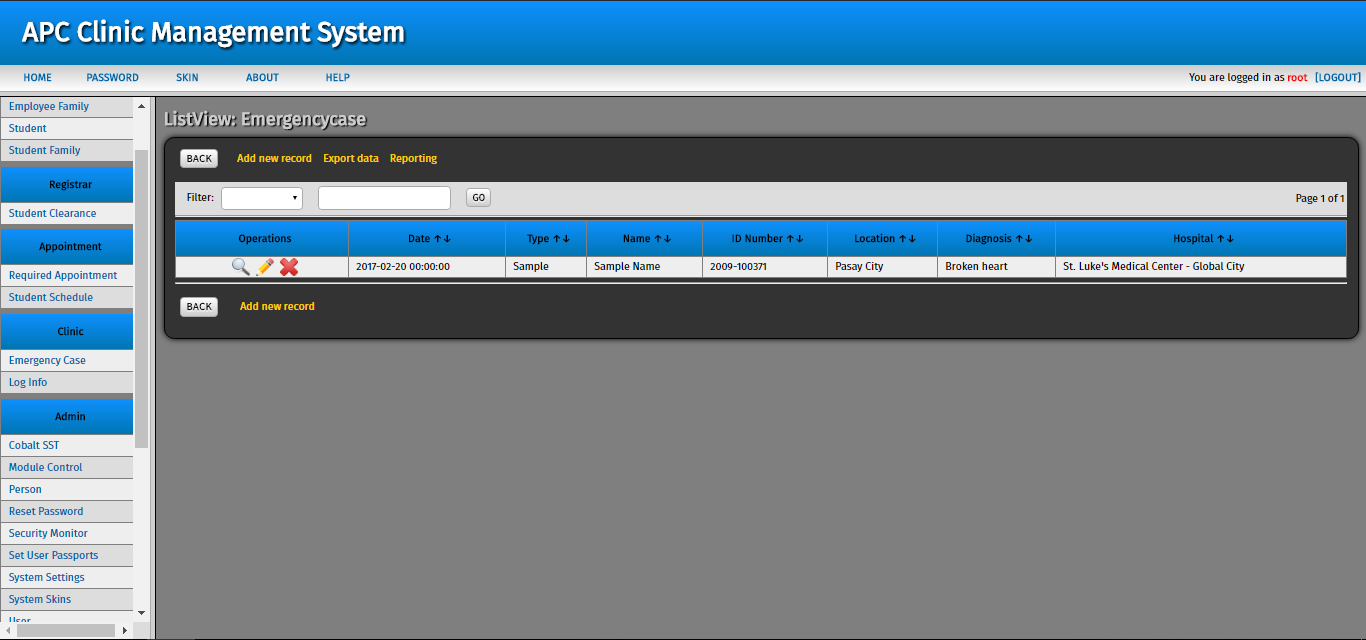 APC Clinic Management System
HOME PASSWORD SKIN ABOUT HELP You are logged in as root [LOGOUT]
Employee Family
Student
Student Family
Registrar
Student Clearance
Appointment
Required Appointment
Student Schedule
Clinic
Emergency Case
Log Info
Admin
Cobalt SST
Module Control
Person
Reset Password
Security Monitor
Set User Passports
System Settings
System Skins
User
ListView: Emergencycase
BACK Add new record Export data Reporting
Filter: GO Page 1 of 1
Operations Date ↑↓ Type ↑↓ Name ↑↓ ID Number ↑↓ Location ↑↓ Diagnosis ↑↓ Hospital ↑↓
2017-02-20 00:00:00 Sample Sample Name 2009-100371 Pasay City Broken heart St. Luke's Medical Center - Global City
BACK Add new record